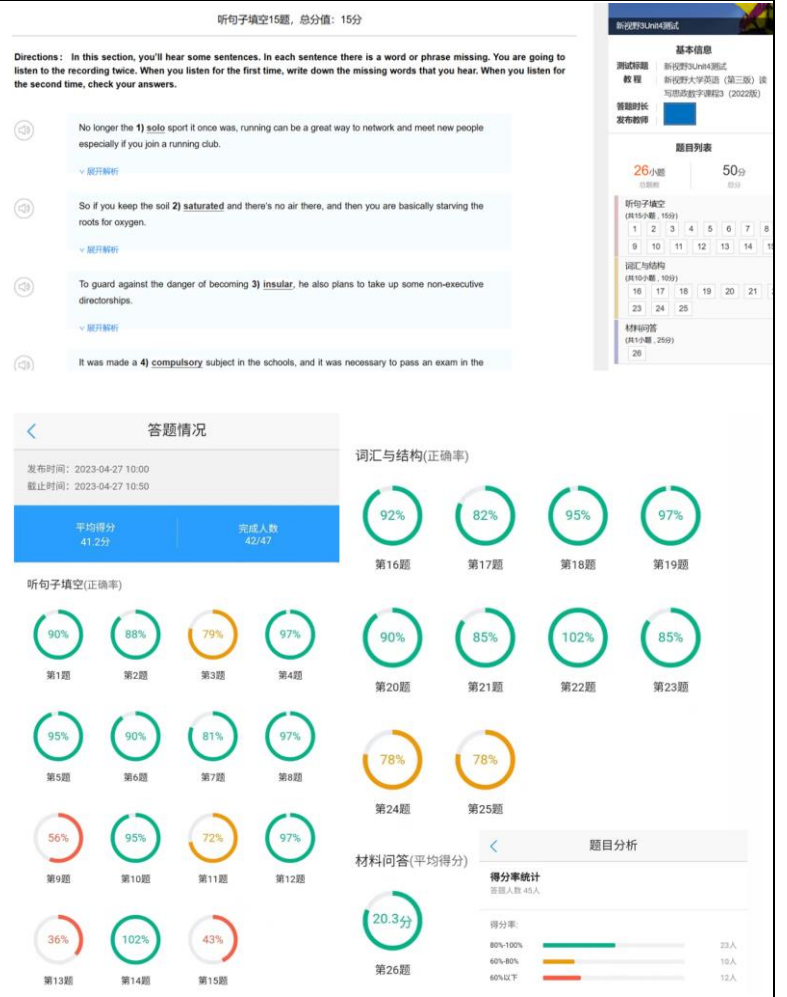 听句子填空15题，总分值：15分
Directions： In this section, you'll hear some sentences. In each sentence there is a word or phrase missing. You are going to
listen to the recording twice. When you listen for the first time, write down the missing words that you hear. When you listen for
the second time, check your answers.
No longer the 1) solo sport it once was, running can be a great way to network and meet new people
especially if you join a running club.
展开解析
So if you keep the soil 2) saturated and there's no air there, and then you are basically starving the
roots for oxygen.
展开解析
To guard against the danger of becoming 3) insular, he also plans to take up some non-executive
directorships.
展开解析
It was made a 4) compulsory subject in the schools, and it was necessary to pass an exam in the
新视野3Unit4测试
基本信息
测试标题 新视野3Unit4测试
教 程 新视野大学英语（第三版）读
写思政数字课程3（2022版）
答题时长
发布教师
题目列表
26小题 50分
总题数 总分
听句子填空
(共15小题，15分)
1 2 3 4 5 6 7 8
9 10 11 12 13 14 15
词汇与结构
(共10小题，10分)
16 17 18 19 20 21
23 24 25
材料问答
(共1小题，25分)
26
答题情况
发布时间：2023-04-27 10:00
截止时间：2023-04-27 10:50
平均得分 完成人数
41.2分 42/47
听句子填空(正确率)
90% 88% 79% 97%
第1题 第2题 第3题 第4题
95% 90% 81% 97%
第5题 第6题 第7题 第8题
56% 95% 72% 97%
第9题 第10题 第11题 第12题
36% 102% 43%
第13题 第14题 第15题
词汇与结构(正确率)
92% 82% 95% 97%
第16题 第17题 第18题 第19题
90% 85% 102% 85%
第20题 第21题 第22题 第23题
78% 78%
第24题 第25题
材料问答(平均得分)
20.3分
第26题
题目分析
得分率统计
答题人数 45人
得分率:
80%-100% 23人
60%-80% 10人
60%以下 12人